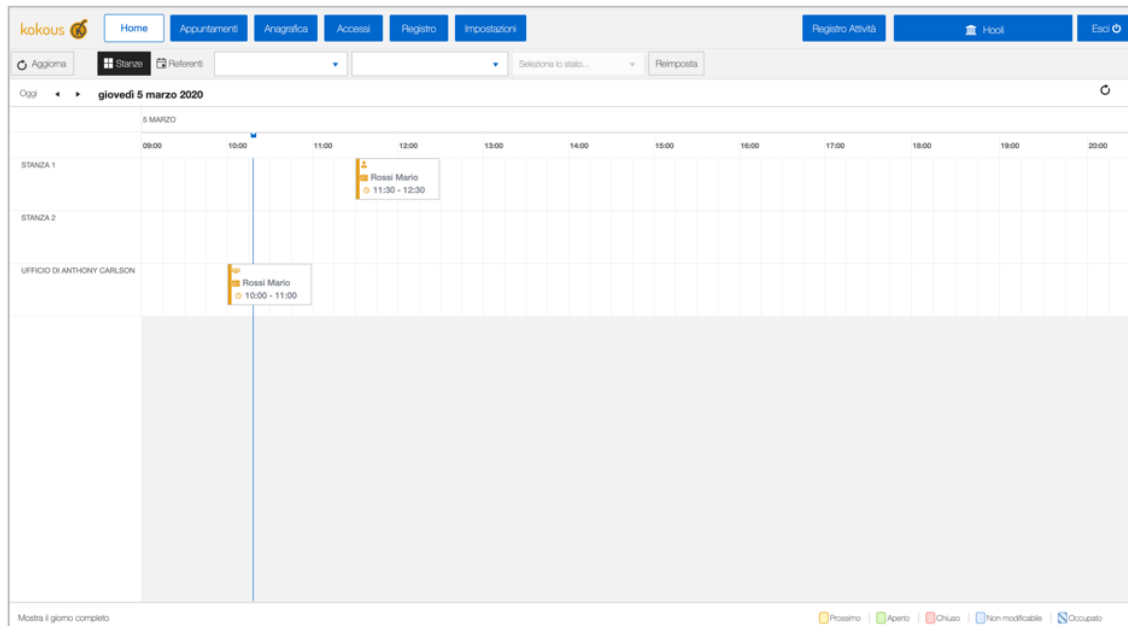 kokous Home Appuntamenti Anagrafica Accessi Registro Impostazioni Registro Attività Hooli Esci
Aggiorna Stanze Referenti Seleziona lo stato... Reimposta
Oggi giovedì 5 marzo 2020
5 MARZO
09:00 10:00 11:00 12:00 13:00 14:00 15:00 16:00 17:00 18:00 19:00 20:00
STANZA 1
Rossi Mario
11:30 - 12:30
STANZA 2
UFFICIO DI ANTHONY CARLSON
Rossi Mario
10:00 - 11:00
Mostra il giorno completo Prossimo Aperto Chiuso Non modificabile Occupato